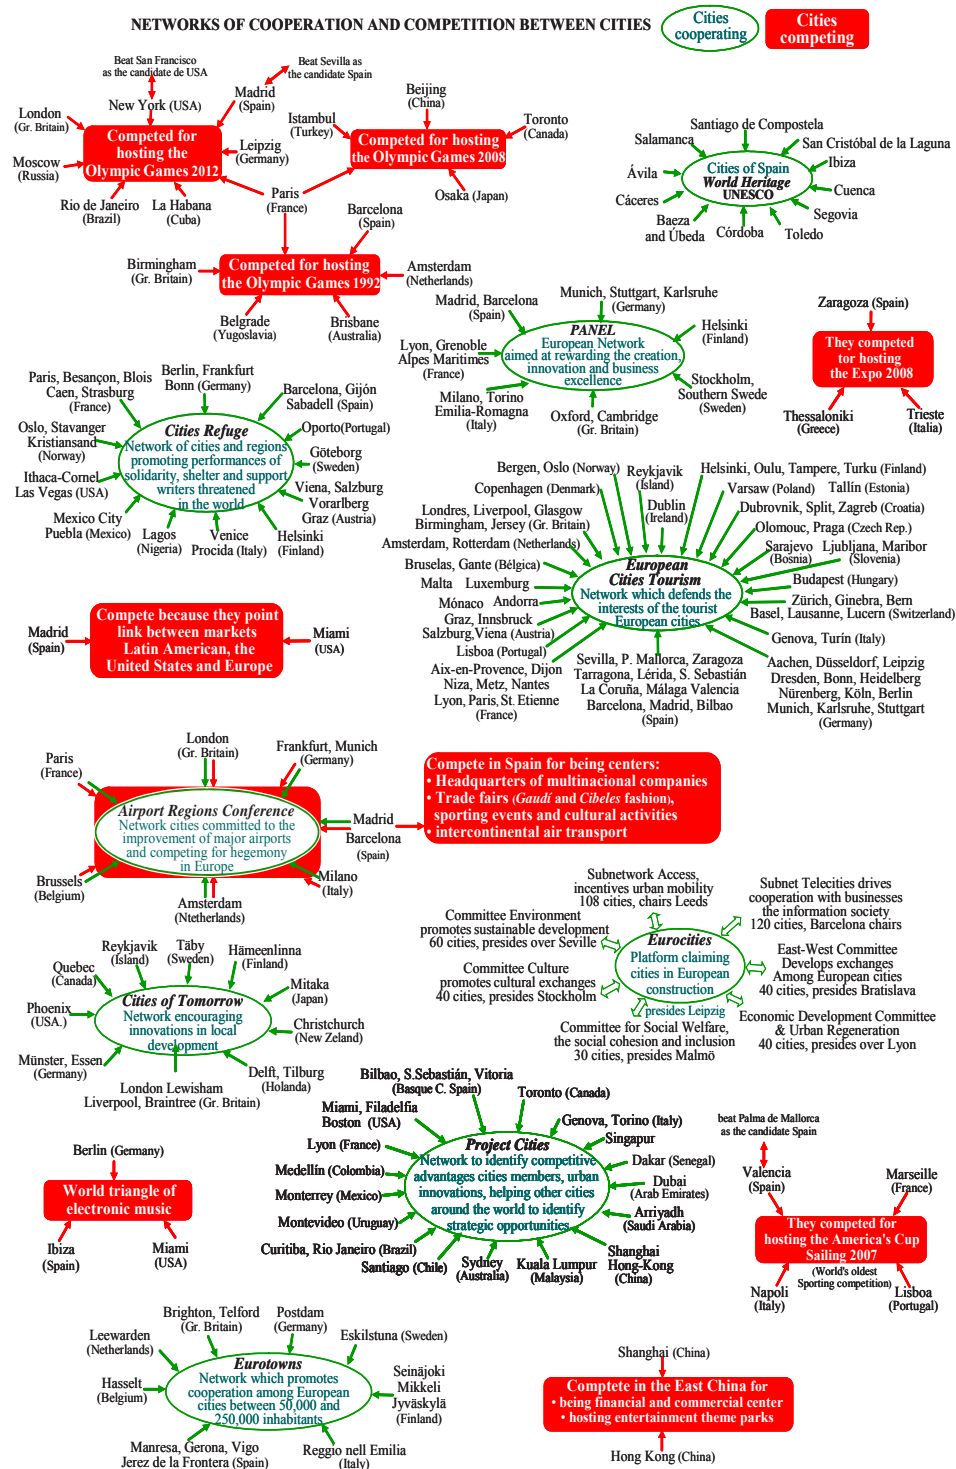 NETWORKS OF COOPERATION AND COMPETITION BETWEEN CITIES
Cities
cooperating
Cities
competing
Beat San Francisco
as the candidate de USA
New York (USA)
Beat Sevilla as
the candidate Spain
Madrid
(Spain)
London
(Gr. Britain)
Competed for
hosting the
Olympic Games 2012
Leipzig
(Germany)
Moscow
(Russia)
Rio de Janeiro
(Brazil)
La Habana
(Cuba)
Paris
(France)
Istambul
(Turkey)
Beijing
(China)
Toronto
(Canada)
Competed for hosting
the Olympic Games 2008
Osaka (Japan)
Barcelona
(Spain)
Birmingham
(Gr. Britain)
Competed for hosting
the Olympic Games 1992
Amsterdam
(Netherlands)
Belgrade
(Yugoslavia)
Brisbane
(Australia)
Santiago de Compostela
Salamanca
San Cristóbal de la Laguna
Ibiza
Ávila
Cities of Spain
World Heritage
UNESCO
Cuenca
Cáceres
Segovia
Baeza
and Úbeda
Córdoba
Toledo
Madrid, Barcelona
(Spain)
Munich, Stuttgart, Karlsruhe
(Germany)
Helsinki
(Finland)
PANEL
European Network
aimed at rewarding the creation,
innovation and business
excellence
Lyon, Grenoble
Alpes Maritimes
(France)
Milano, Torino
Emilia-Romagna
(Italy)
Oxford, Cambridge
(Gr. Britain)
Stockholm,
Southern Swede
(Sweden)
Zaragoza (Spain)
They competed
tor hosting
the Expo 2008
Thessaloniki
(Greece)
Trieste
(Italia)
Paris, Besançon, Blois
Caen, Strasburg
(France)
Berlin, Frankfurt
Bonn (Germany)
Barcelona, Gijón
Sabadell (Spain)
Oslo, Stavanger
Kristiansand
(Norway)
Cities Refuge
Network of cities and regions
promoting performances of
solidarity, shelter and support
writers threatened
in the world
Oporto(Portugal)
Göteborg
(Sweden)
Ithaca-Cornel
Las Vegas (USA)
Viena, Salzburg
Vorarlberg
Graz (Austria)
Mexico City
Puebla (Mexico)
Lagos
(Nigeria)
Venice
Procida (Italy)
Helsinki
(Finland)
Bergen, Oslo (Norway)
Reykjavik
(Island)
Helsinki, Oulu, Tampere, Turku (Finland)
Copenhagen (Denmark)
Dublin
(Ireland)
Varsaw (Poland)
Tallín (Estonia)
Londres, Liverpool, Glasgow
Birmingham, Jersey (Gr. Britain)
Dubrovnik, Split, Zagreb (Croatia)
Olomouc, Praga (Czech Rep.)
Amsterdam, Rotterdam (Netherlands)
Sarajevo
(Bosnia)
Ljubljana, Maribor
(Slovenia)
Bruselas, Gante (Bélgica)
European
Cities Tourism
Network which defends the
interests of the tourist
European cities
Budapest (Hungary)
Malta
Luxemburg
Mónaco
Andorra
Zürich, Ginebra, Bern
Basel, Lausanne, Lucern (Switzerland)
Graz, Innsbruck
Salzburg,Viena (Austria)
Genova, Turín (Italy)
Lisboa (Portugal)
Aix-en-Provence, Dijon
Niza, Metz, Nantes
Lyon, Paris, St. Etienne
(France)
Sevilla, P. Mallorca, Zaragoza
Tarragona, Lérida, S. Sebastián
La Coruña, Málaga Valencia
Barcelona, Madrid, Bilbao
(Spain)
Aachen, Düsseldorf, Leipzig
Dresden, Bonn, Heidelberg
Nürenberg, Köln, Berlin
Munich, Karlsruhe, Stuttgart
(Germany)
Madrid
(Spain)
Compete because they point
link between markets
Latin American, the
United States and Europe
Miami
(USA)
Paris
(France)
London
(Gr. Britain)
Frankfurt, Munich
(Germany)
Airport Regions Conference
Network cities committed to the
improvement of major airports
and competing for hegemony
in Europe
Madrid
Barcelona
(Spain)
Compete in Spain for being centers:
• Headquarters of multinacional companies
• Trade fairs (Gaudí and Cibeles fashion),
sporting events and cultural activities
• intercontinental air transport
Brussels
(Belgium)
Amsterdam
(Ntetherlands)
Milano
(Italy)
Subnetwork Access,
incentives urban mobility
108 cities, chairs Leeds
Subnet Telecities drives
cooperation with businesses
the information society
120 cities, Barcelona chairs
Committee Environment
promotes sustainable development
60 cities, presides over Seville
Eurocities
Platform claiming
cities in European
construction
presides Leipzig
East-West Committee
Develops exchanges
Among European cities
40 cities, presides Bratislava
Committee Culture
promotes cultural exchanges
40 cities, presides Stockholm
Committee for Social Welfare,
the social cohesion and inclusion
30 cities, presides Malmö
Economic Development Committee
& Urban Regeneration
40 cities, presides over Lyon
Reykjavik
(Island)
Täby
(Sweden)
Hämeenlinna
(Finland)
Quebec
(Canada)
Mitaka
(Japan)
Cities of Tomorrow
Network encouraging
innovations in local
development
Phoenix
(USA.)
Christchurch
(New Zeland)
Münster, Essen
(Germany)
London Lewisham
Liverpool, Braintree (Gr. Britain)
Delft, Tilburg
(Holanda)
Bilbao, S.Sebastián, Vitoria
(Basque C. Spain)
Toronto (Canada)
Miami, Filadelfia
Boston (USA)
Genova, Torino (Italy)
Singapur
Lyon (France)
Project Cities
Network to identify competitive
advantages cities members, urban
innovations, helping other cities
around the world to identify
strategic opportunities
Dakar (Senegal)
Medellín (Colombia)
Dubai
(Arab Emirates)
Monterrey (Mexico)
Arriyadh
(Saudi Arabia)
Montevideo (Uruguay)
Curitiba, Rio Janeiro (Brazil)
Santiago (Chile)
Sydney
(Australia)
Kuala Lumpur
(Malaysia)
Shanghai
Hong-Kong
(China)
Berlin (Germany)
World triangle of
electronic music
Ibiza
(Spain)
Miami
(USA)
beat Palma de Mallorca
as the candidate Spain
Valencia
(Spain)
Marseille
(France)
They competed for
hosting the America's Cup
Sailing 2007
(World's oldest
Sporting competition)
Napoli
(Italy)
Lisboa
(Portugal)
Brighton, Telford
(Gr. Britain)
Postdam
(Germany)
Leewarden
(Netherlands)
Eskilstuna (Sweden)
Eurotowns
Network which promotes
cooperation among European
cities between 50,000 and
250,000 inhabitants
Hasselt
(Belgium)
Seinäjoki
Mikkeli
Jyväskylä
(Finland)
Manresa, Gerona, Vigo
Jerez de la Frontera (Spain)
Reggio nell Emilia
(Italy)
Shanghai (China)
Comptete in the East China for
• being financial and commercial center
• hosting entertainment theme parks
Hong Kong (China)